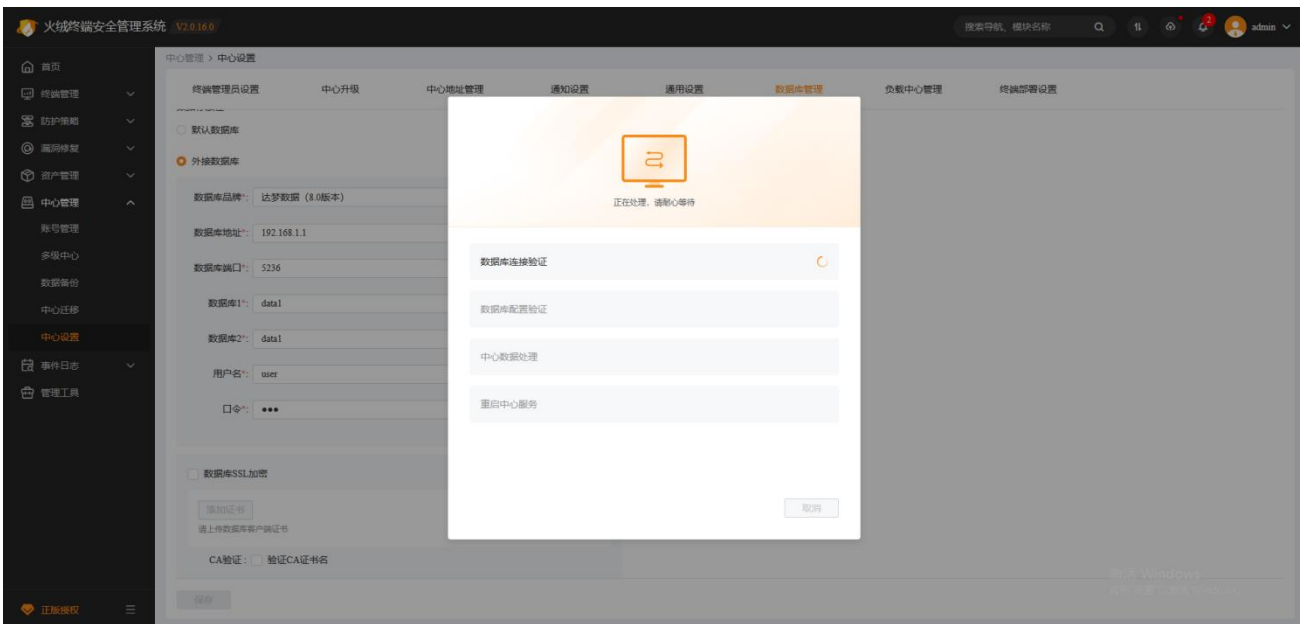 火绒终端安全管理系统 V2.0.16.0
搜索导航，模块名称
2
admin
首页
终端管理
防护策略
漏洞修复
资产管理
中心管理
账号管理
多级中心
数据备份
中心迁移
中心设置
事件日志
管理工具
正版授权
中心管理 > 中心设置
终端管理员设置 中心升级 中心地址管理 通知设置 通用设置 数据库管理 负载中心管理 终端部署设置
默认数据库
外接数据库
数据库品牌*: 达梦数据（8.0版本）
数据库地址*: 192.168.1.1
数据库端口*: 5236
数据库1*: data1
数据库2*: data1
用户名*: user
口令*: ●●●
数据库SSL加密
添加证书
请上传数据库客户端证书
CA验证: 验证CA证书名
保存
正在处理，请耐心等待
数据库连接验证
数据库配置验证
中心数据处理
重启中心服务
取消
激活 Windows